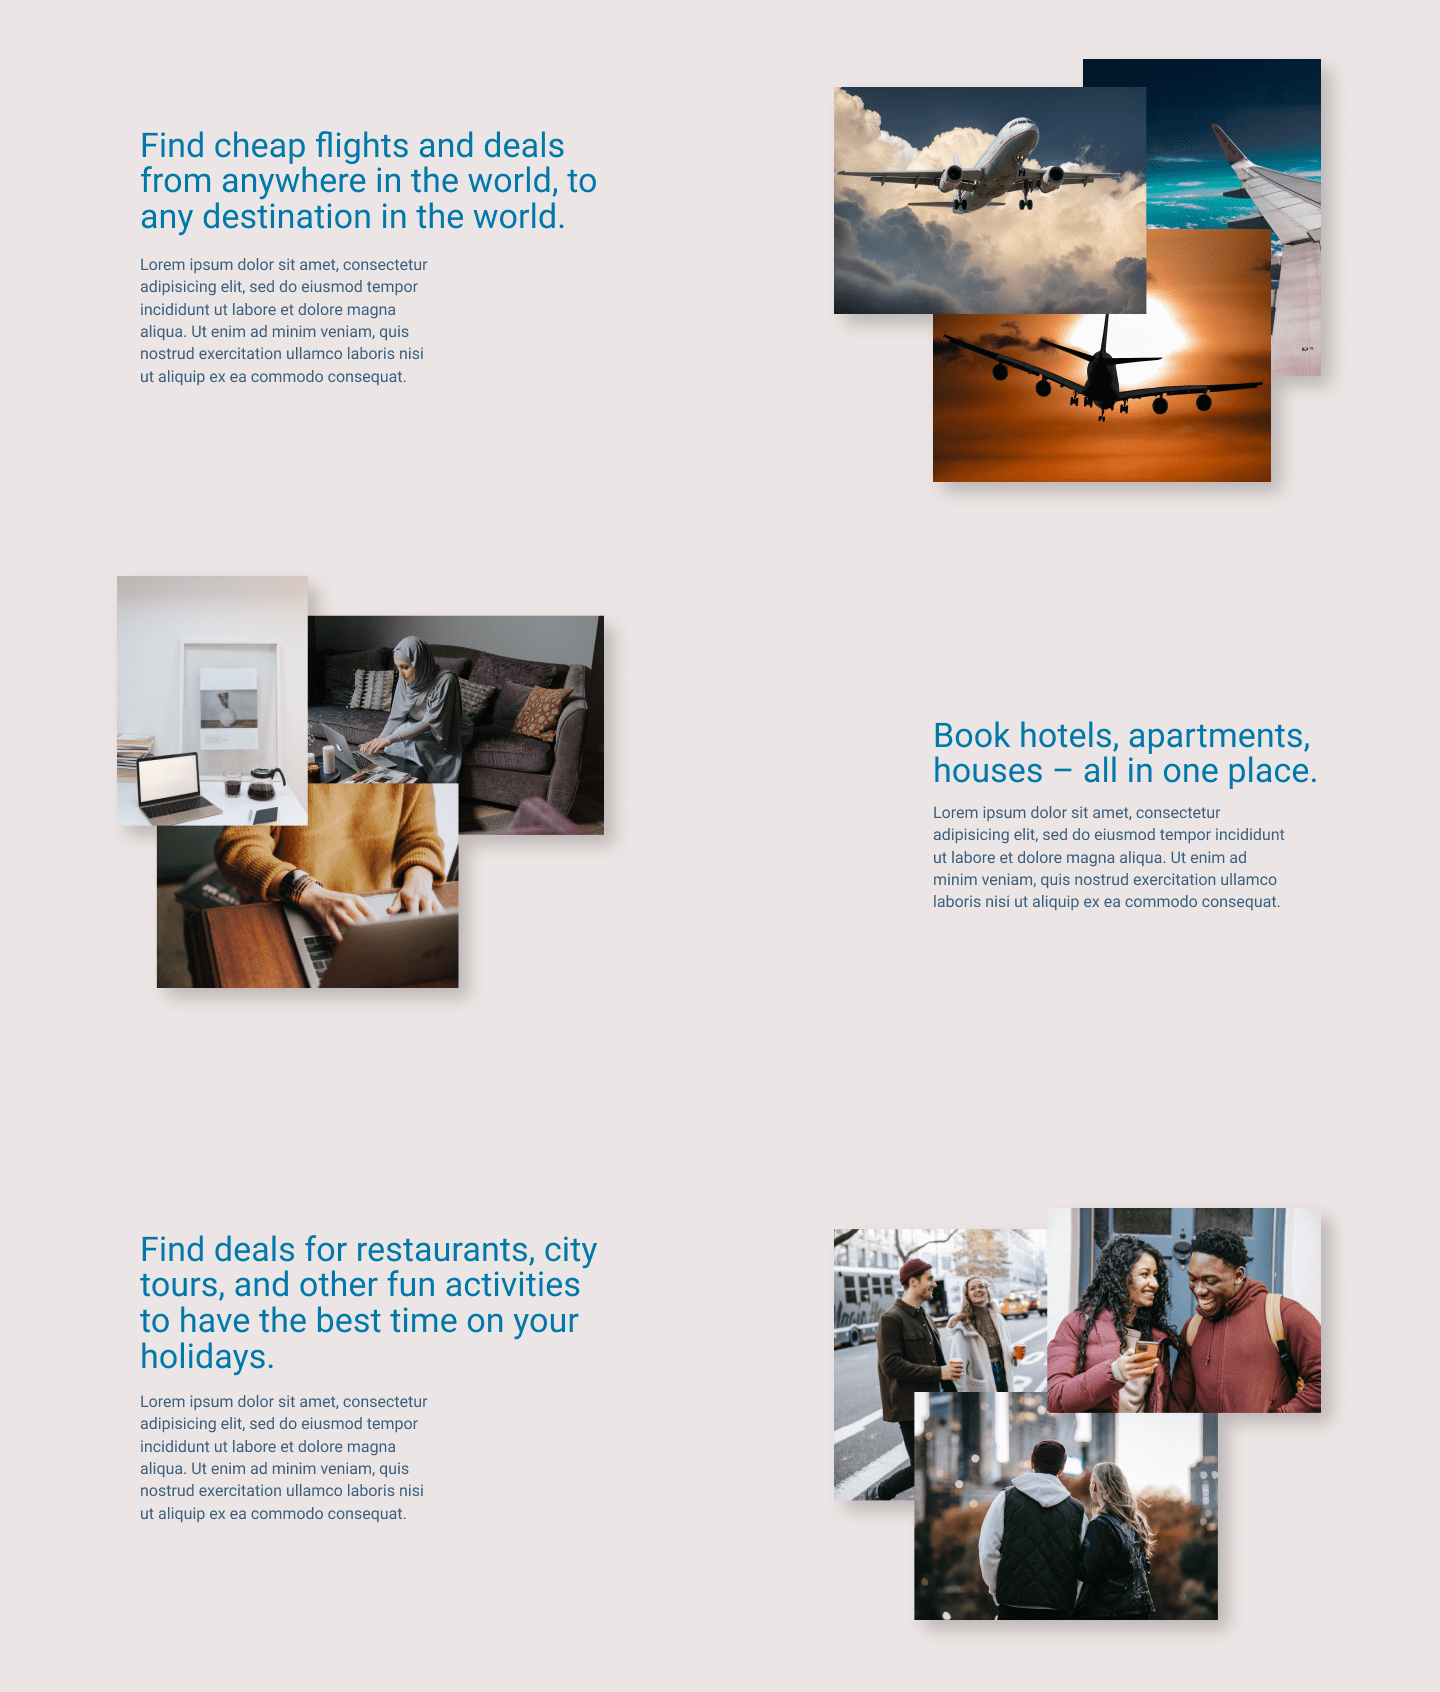 Find cheap flights and deals
from anywhere in the world, to
any destination in the world.
Lorem ipsum dolor sit amet, consectetur
adipisicing elit, sed do eiusmod tempor
incididunt ut labore et dolore magna
aliqua. Ut enim ad minim veniam, quis
nostrud exercitation ullamco laboris nisi
ut aliquip ex ea commodo consequat.
Book hotels, apartments,
houses – all in one place.
Lorem ipsum dolor sit amet, consectetur
adipisicing elit, sed do eiusmod tempor incididunt
ut labore et dolore magna aliqua. Ut enim ad
minim veniam, quis nostrud exercitation ullamco
laboris nisi ut aliquip ex ea commodo consequat.
Find deals for restaurants, city
tours, and other fun activities
to have the best time on your
holidays.
Lorem ipsum dolor sit amet, consectetur
adipisicing elit, sed do eiusmod tempor
incididunt ut labore et dolore magna
aliqua. Ut enim ad minim veniam, quis
nostrud exercitation ullamco laboris nisi
ut aliquip ex ea commodo consequat.